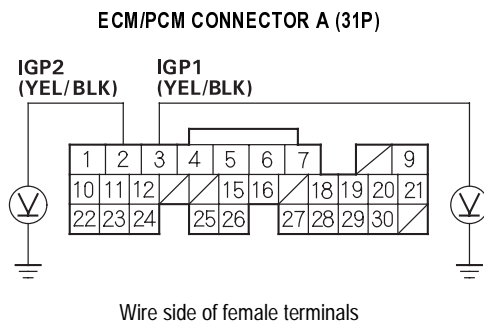 ECM/PCM CONNECTOR A (31P)
IGP2 IGP1
(YEL/BLK) (YEL/BLK)
1 2 3 4 5 6 7 9
10 11 12 15 16 18 19 20 21
22 23 24 25 26 27 28 29 30
V V
Wire side of female terminals